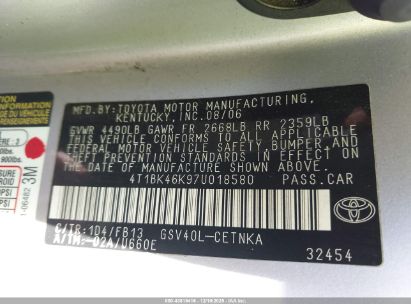 MFD.BY:TOYOTA MOTOR MANUFACTURING,
KENTUCKY,INC.08/06
GVWR 4490LB GAWR FR 2668LB RR 2359LB
THIS VEHICLE CONFORMS TO ALL APPLICABLE
FEDERAL MOTOR VEHICLE SAFETY, BUMPER,AND
THEFT PREVENTION STANDARDS IN EFFECT ON
THE DATE OF MANUFACTURE SHOWN ABOVE.
4T1BK46K97U018580 PASS.CAR
C/TR:1D4/FB13 GSV40L-CETNKA
A/TM:-02A/U660E
32454
TOYOTA
3M